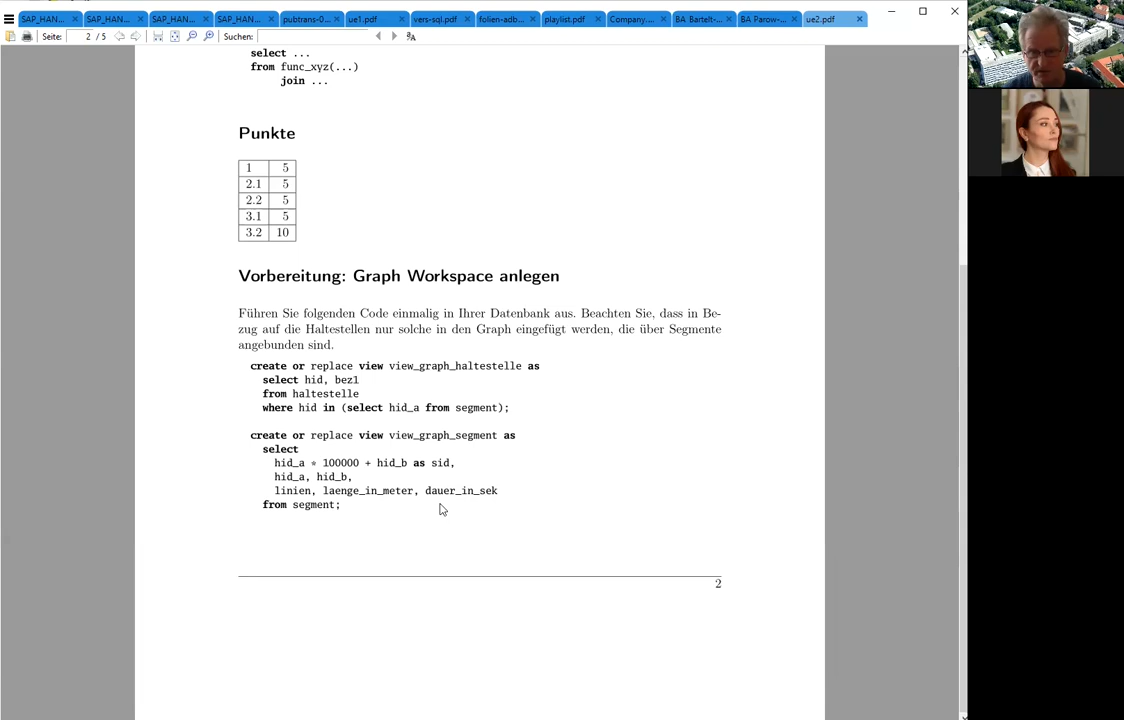 SAP_HAN... SAP_HAN... SAP_HAN... SAP_HAN... pubtrans-0... ue1.pdf vers-sql.pdf folien-adb... playlist.pdf Company.... BA Bartelt-... BA Parow-... ue2.pdf
Seite: 2 / 5 Suchen:
select ...
from func_xyz(...)
join ...
Punkte
1 5
2.1 5
2.2 5
3.1 5
3.2 10
Vorbereitung: Graph Workspace anlegen
Führen Sie folgenden Code einmalig in Ihrer Datenbank aus. Beachten Sie, dass in Be-
zug auf die Haltestellen nur solche in den Graph eingefügt werden, die über Segmente
angebunden sind.
create or replace view view_graph_haltestelle as
select hid, bez1
from haltestelle
where hid in (select hid_a from segment);
create or replace view view_graph_segment as
select
hid_a * 100000 + hid_b as sid,
hid_a, hid_b,
linien, laenge_in_meter, dauer_in_sek
from segment;
2